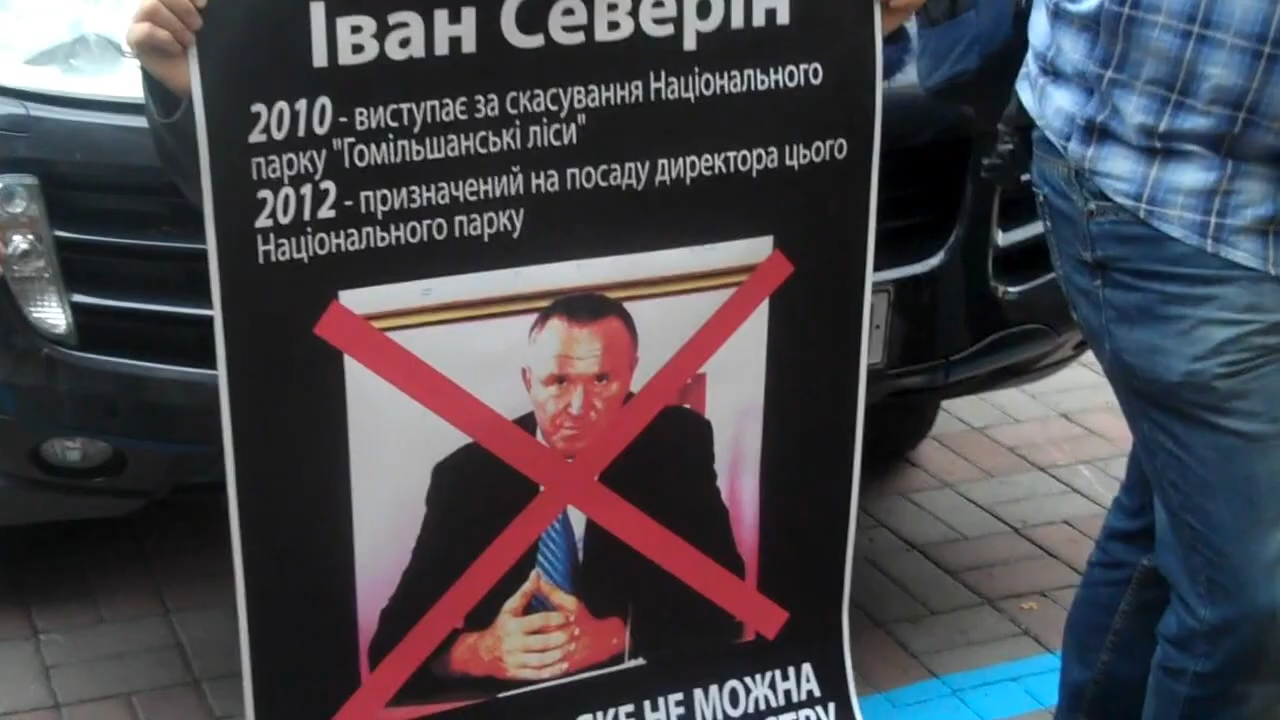 Іван Северін
2010 - виступає за скасування Національного
парку "Гомільшанські ліси"
2012 - призначений на посаду директора цього
Національного парку
НЕ МОЖНА